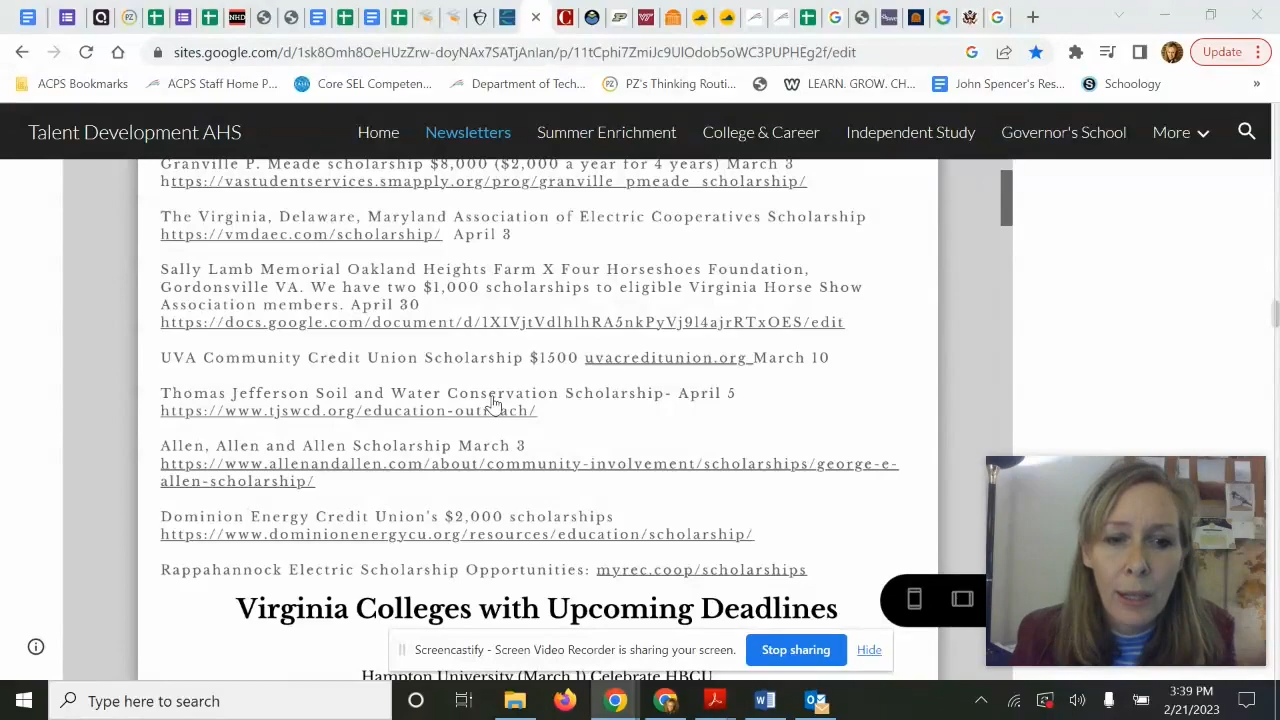 Update
sites.google.com/d/1sk8Omh8OeHUzZrw-doyNAx7SATjAnlan/p/11tCphi7ZmiJc9UlOdob5oWC3PUPHEg2f/edit
ACPS Bookmarks
ACPS Staff Home P...
Core SEL Competen...
Department of Tech...
PZ's Thinking Routi...
LEARN. GROW. CH...
John Spencer's Res...
Schoology
Talent Development AHS
Home
Newsletters
Summer Enrichment
College & Career
Independent Study
Governor's School
More
Granville P. Meade scholarship $8,000 ($2,000 a year for 4 years) March 3
https://vastudentservices.smapply.org/prog/granville_pmeade_scholarship/
The Virginia, Delaware, Maryland Association of Electric Cooperatives Scholarship
https://vmdaec.com/scholarship/ April 3
Sally Lamb Memorial Oakland Heights Farm X Four Horseshoes Foundation,
Gordonsville VA. We have two $1,000 scholarships to eligible Virginia Horse Show
Association members. April 30
https://docs.google.com/document/d/1XIVjtVdlhlhRA5nkPyVj9l4ajrRTxOES/edit
UVA Community Credit Union Scholarship $1500 uvacreditunion.org March 10
Thomas Jefferson Soil and Water Conservation Scholarship- April 5
https://www.tjswcd.org/education-outreach/
Allen, Allen and Allen Scholarship March 3
https://www.allenandallen.com/about/community-involvement/scholarships/george-e-
allen-scholarship/
Dominion Energy Credit Union's $2,000 scholarships
https://www.dominionenergycu.org/resources/education/scholarship/
Rappahannock Electric Scholarship Opportunities: myrec.coop/scholarships
Virginia Colleges with Upcoming Deadlines
Screencastify - Screen Video Recorder is sharing your screen.
Stop sharing
Hide
Hampton University (March 1) Celebrate HBCU
Type here to search
3:39 PM
2/21/2023